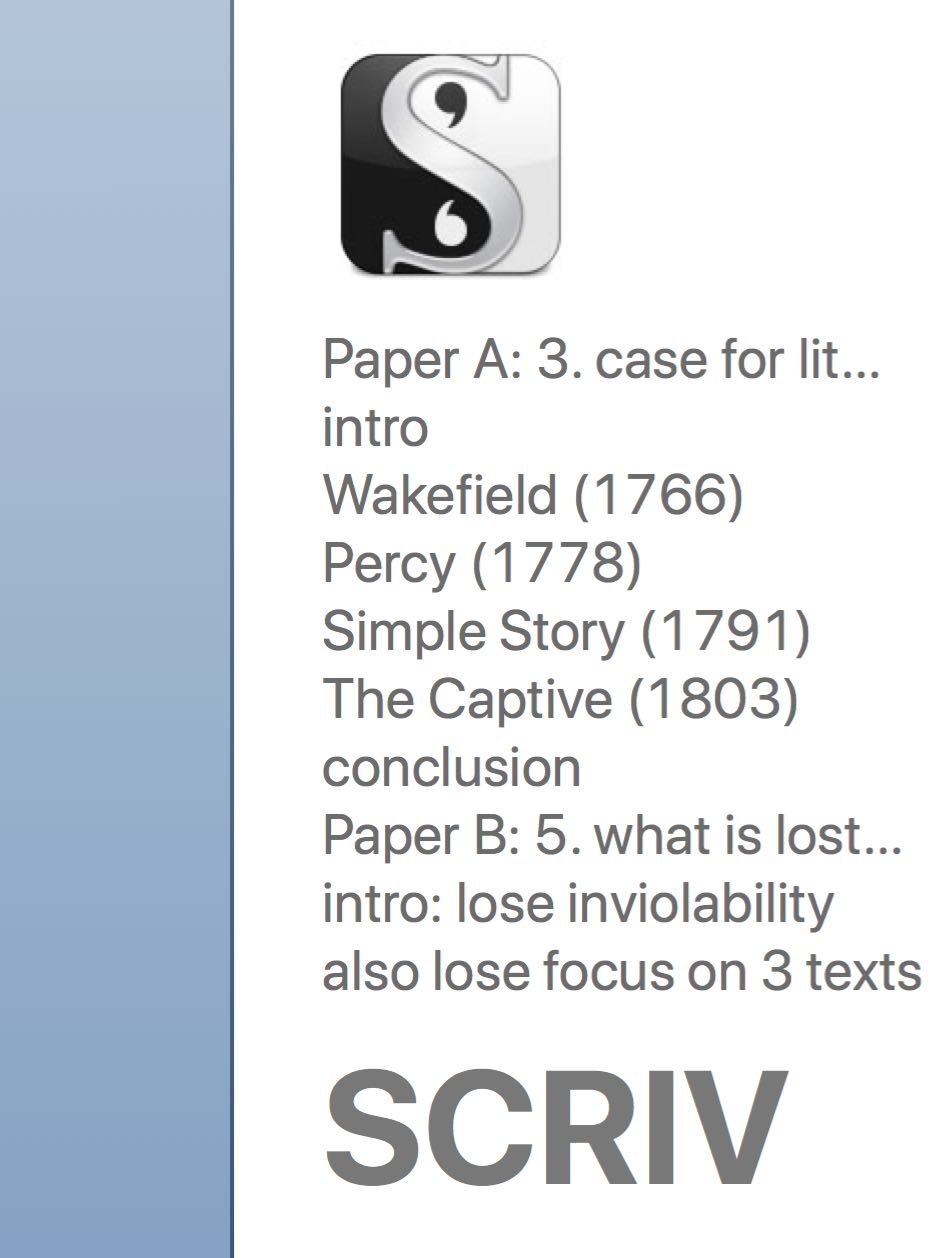 Paper A: 3. case for lit...
intro
Wakefield (1766)
Percy (1778)
Simple Story (1791)
The Captive (1803)
conclusion
Paper B: 5. what is lost...
intro: lose inviolability
also lose focus on 3 texts
SCRIV